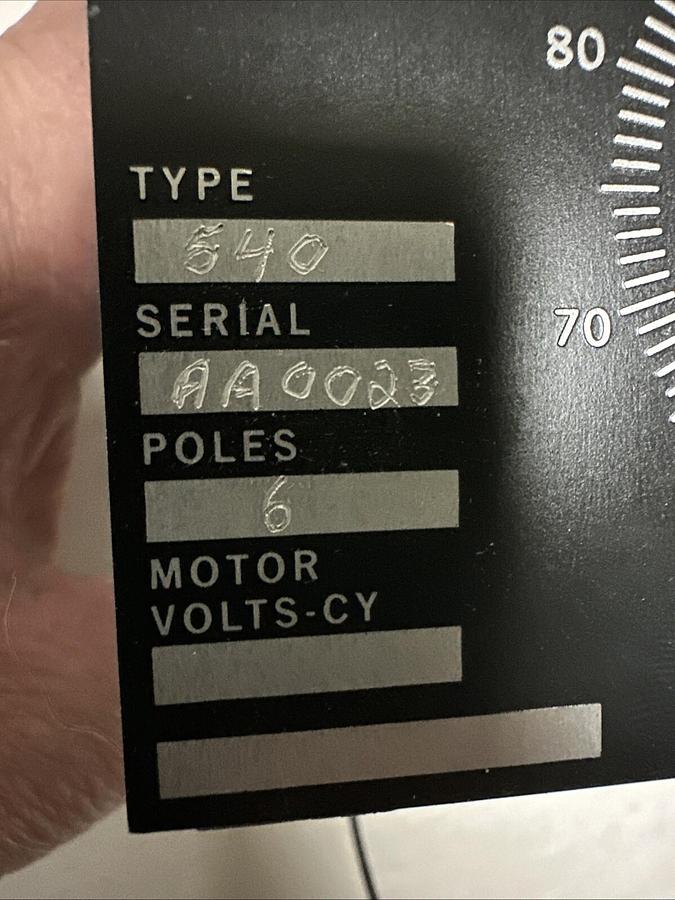 80
TYPE
540
SERIAL
70
AA0023
POLES
6
MOTOR
VOLTS-CY